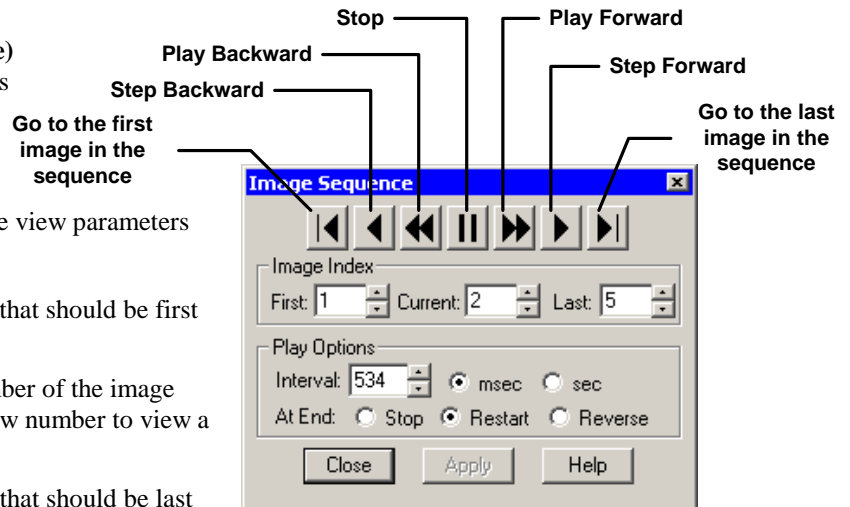 Stop
Play Forward
e)
Play Backward
Step Forward
s
Step Backward
Go to the first
image in the
sequence
Go to the last
image in the
sequence
Image Sequence
e view parameters
Image Index
First: 1 Current: 2 Last: 5
that should be first
Play Options
Interval: 534 msec sec
ber of the image
At End: Stop Restart Reverse
w number to view a
Close Apply Help
that should be last